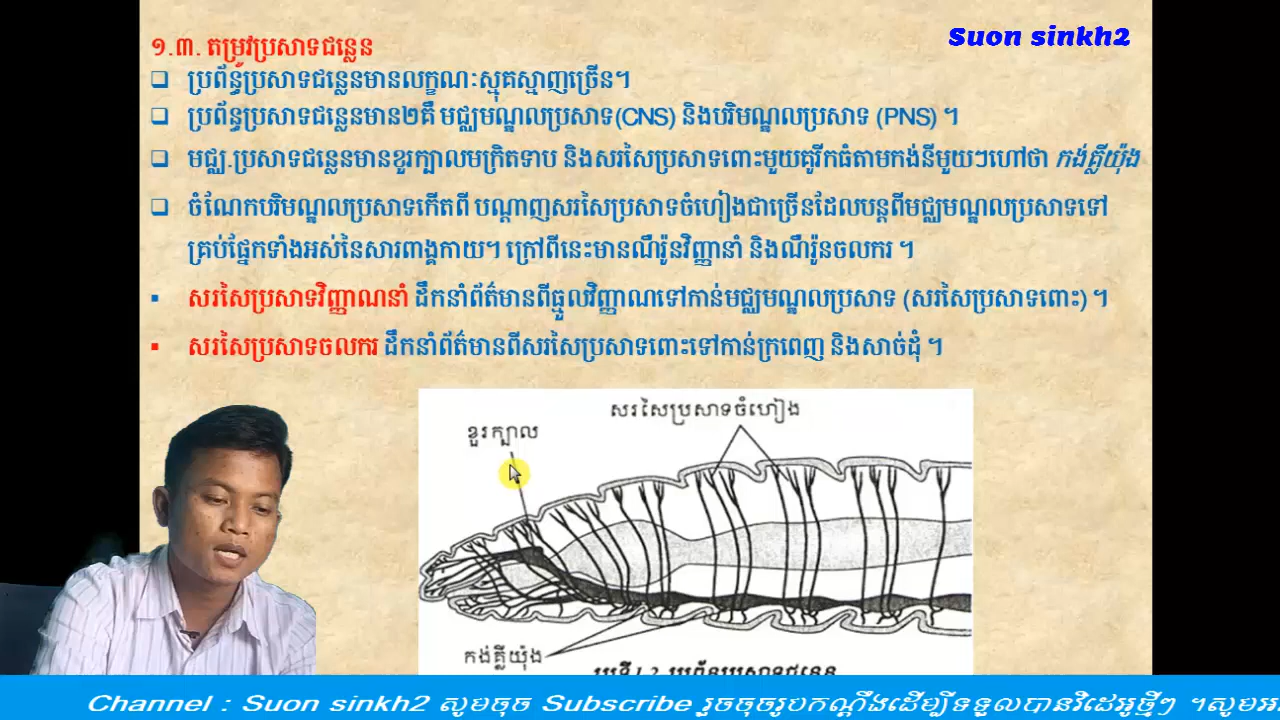 Suon sinkh2
១.៣. តម្រូវប្រសាទជន្លេន
❑ ប្រព័ន្ធប្រសាទជន្លេនមានលក្ខណៈស្មុគស្មាញច្រើន។
❑ ប្រព័ន្ធប្រសាទជន្លេនមាន២គឺ មជ្ឈមណ្ឌលប្រសាទ(CNS) និងបរិមណ្ឌលប្រសាទ (PNS) ។
❑ មជ្ឈ.ប្រសាទជន្លេនមានខួរក្បាលមក្រិតទាប និងសរសៃប្រសាទពោះមួយគូរីកធំតាមកង់នីមួយៗហៅថា កង់គ្លីយ៉ុង
❑ ចំណែកបរិមណ្ឌលប្រសាទកើតពី បណ្តាញសរសៃប្រសាទចំហៀងជាច្រើនដែលបន្តពីមជ្ឈមណ្ឌលប្រសាទទៅ
គ្រប់ផ្នែកទាំងអស់នៃសារពាង្គកាយ។ ក្រៅពីនេះមានណឺរ៉ូនវិញ្ញានាំ និងណឺរ៉ូនចលករ ។
▪ សរសៃប្រសាទវិញ្ញាណនាំ ដឹកនាំព័ត៌មានពីធ្មួលវិញ្ញាណទៅកាន់មជ្ឈមណ្ឌលប្រសាទ (សរសៃប្រសាទពោះ) ។
▪ សរសៃប្រសាទចលករ ដឹកនាំព័ត៌មានពីសរសៃប្រសាទពោះទៅកាន់ក្រពេញ និងសាច់ដុំ ។
សរសៃប្រសាទចំហៀង
ខួរក្បាល
កង់គ្លីយ៉ុង
Channel : Suon sinkh2 សូមចុច Subscribe រួចចុចរូបកណ្តឹងដើម្បីទទួលបានវីដេអូថ្មីៗ ។សូមអ